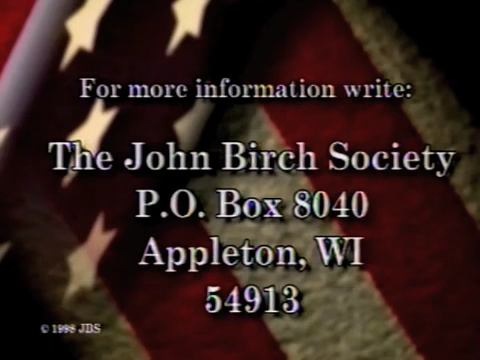 For more information write:
The John Birch Society
P.O. Box 8040
Appleton, WI
54913
© 1998 JBS